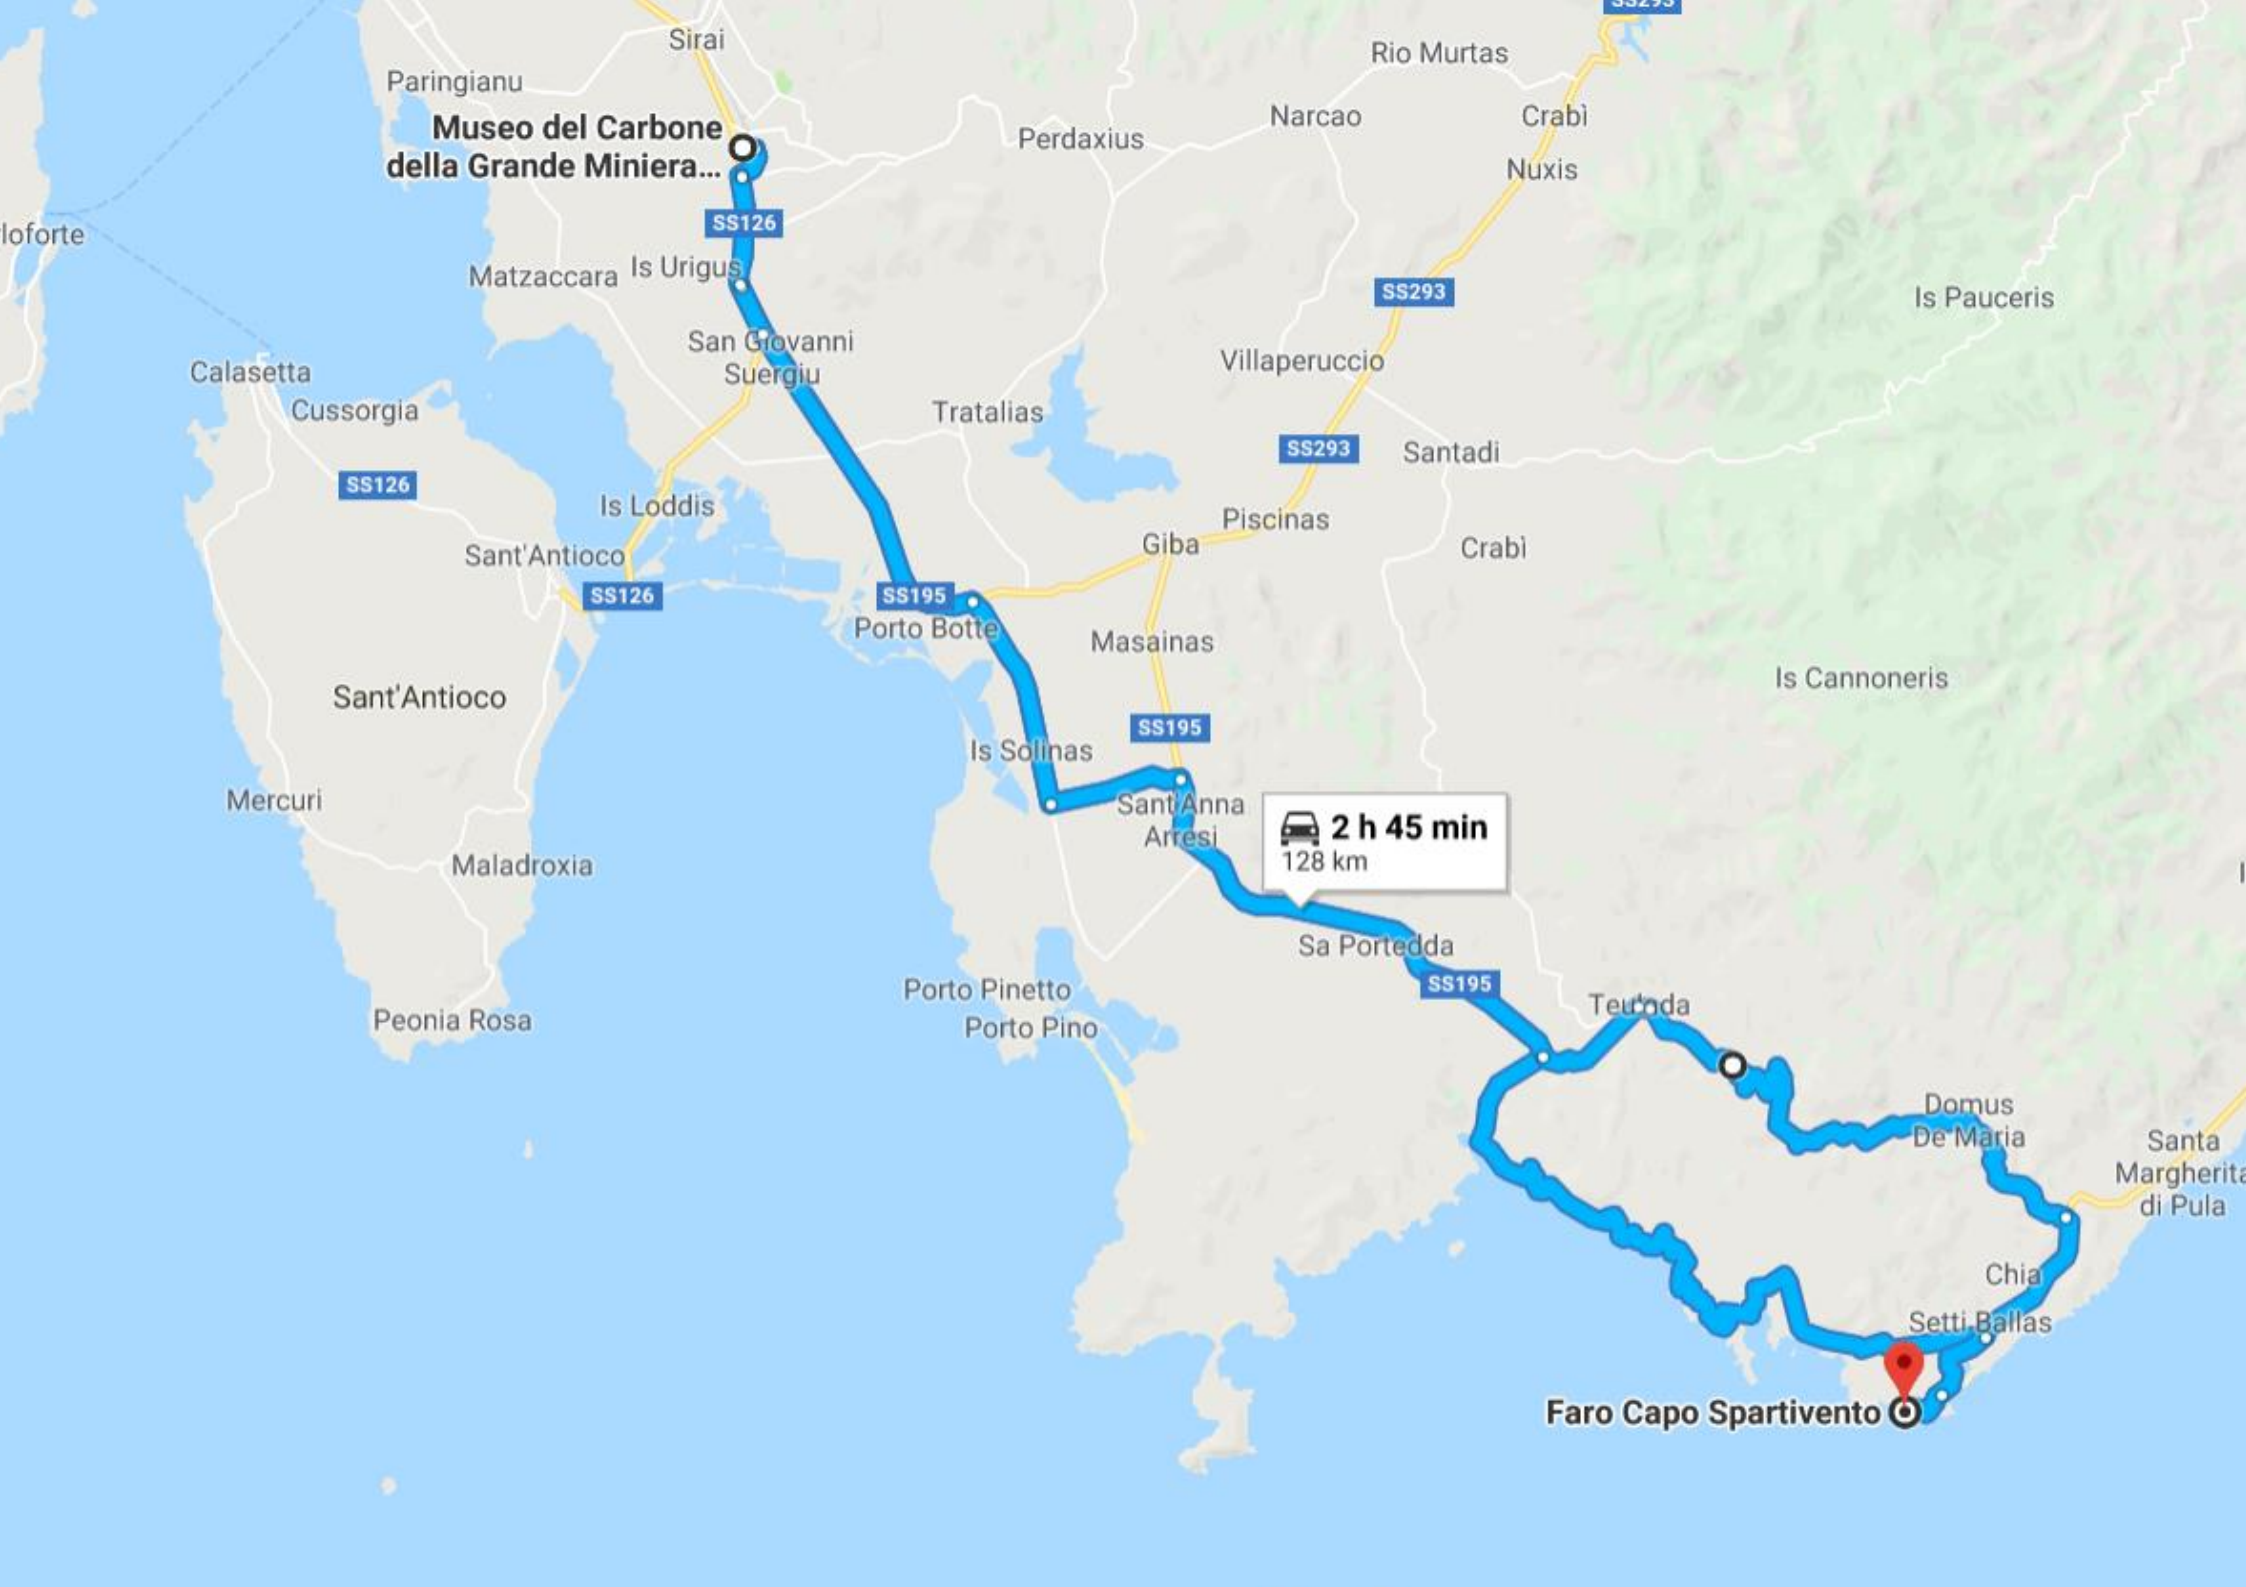 SS293
Sirai
Rio Murtas
Paringianu
Museo del Carbone
della Grande Miniera...
Perdaxius
Narcao
Crabì
Nuxis
SS126
loforte
Matzaccara
Is Urigus
SS293
Is Pauceris
San Giovanni
Suergiu
Villaperuccio
Calasetta
Cussorgia
Tratalias
SS293
Santadi
SS126
Is Loddis
Piscinas
Giba
Crabì
Sant'Antioco
SS126
SS195
Porto Botte
Masainas
Is Cannoneris
Sant'Antioco
SS195
Is Solinas
Mercuri
Sant'Anna
Arresi
2 h 45 min
128 km
Maladroxia
Sa Portedda
SS195
Porto Pinetto
Teulada
Peonia Rosa
Porto Pino
Domus
De Maria
Santa
Margherita
di Pula
Chia
Setti Ballas
Faro Capo Spartivento